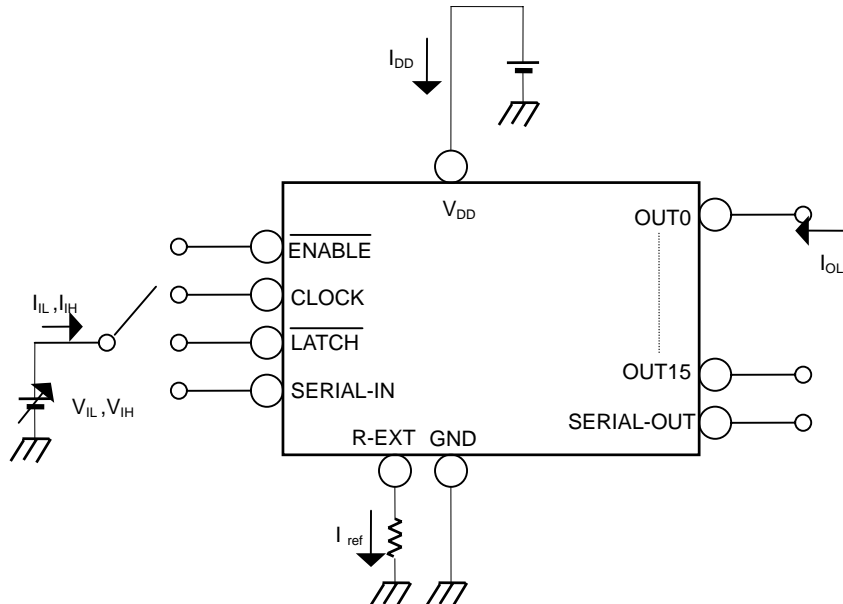 I_DD
V_DD
OUT0
ENABLE
I_OL
CLOCK
I_IL ,I_IH
LATCH
OUT15
SERIAL-IN
V_IL ,V_IH
SERIAL-OUT
R-EXT GND
I_ref